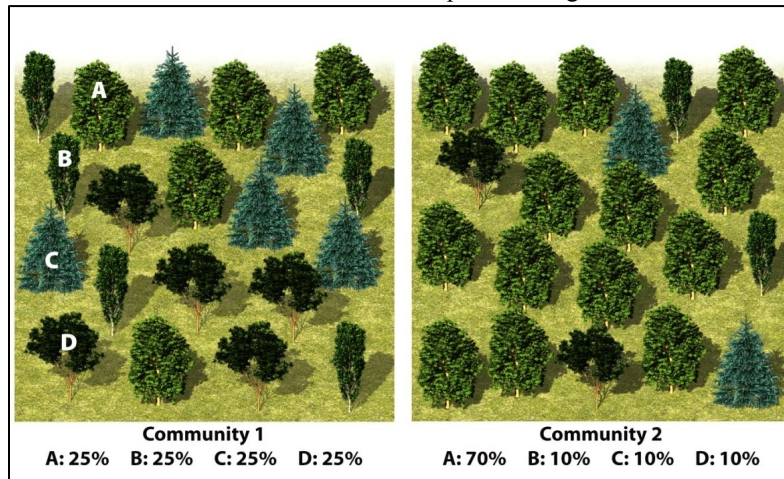 A
B
C
D
Community 1
A: 25% B: 25% C: 25% D: 25%
Community 2
A: 70% B: 10% C: 10% D: 10%